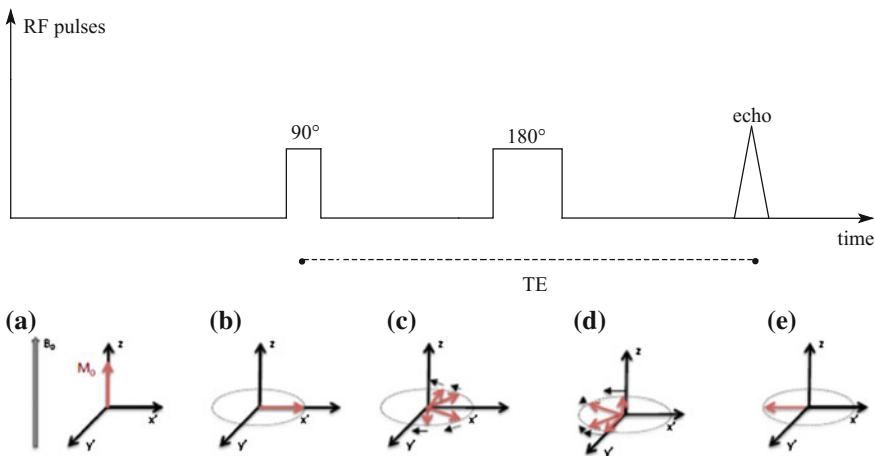 RF pulses
90°
180°
echo
time
TE
(a) (b) (c) (d) (e)
B₀ z M₀ x' Y'
z x' Y'
z x' Y'
z x' Y'
z x' Y'